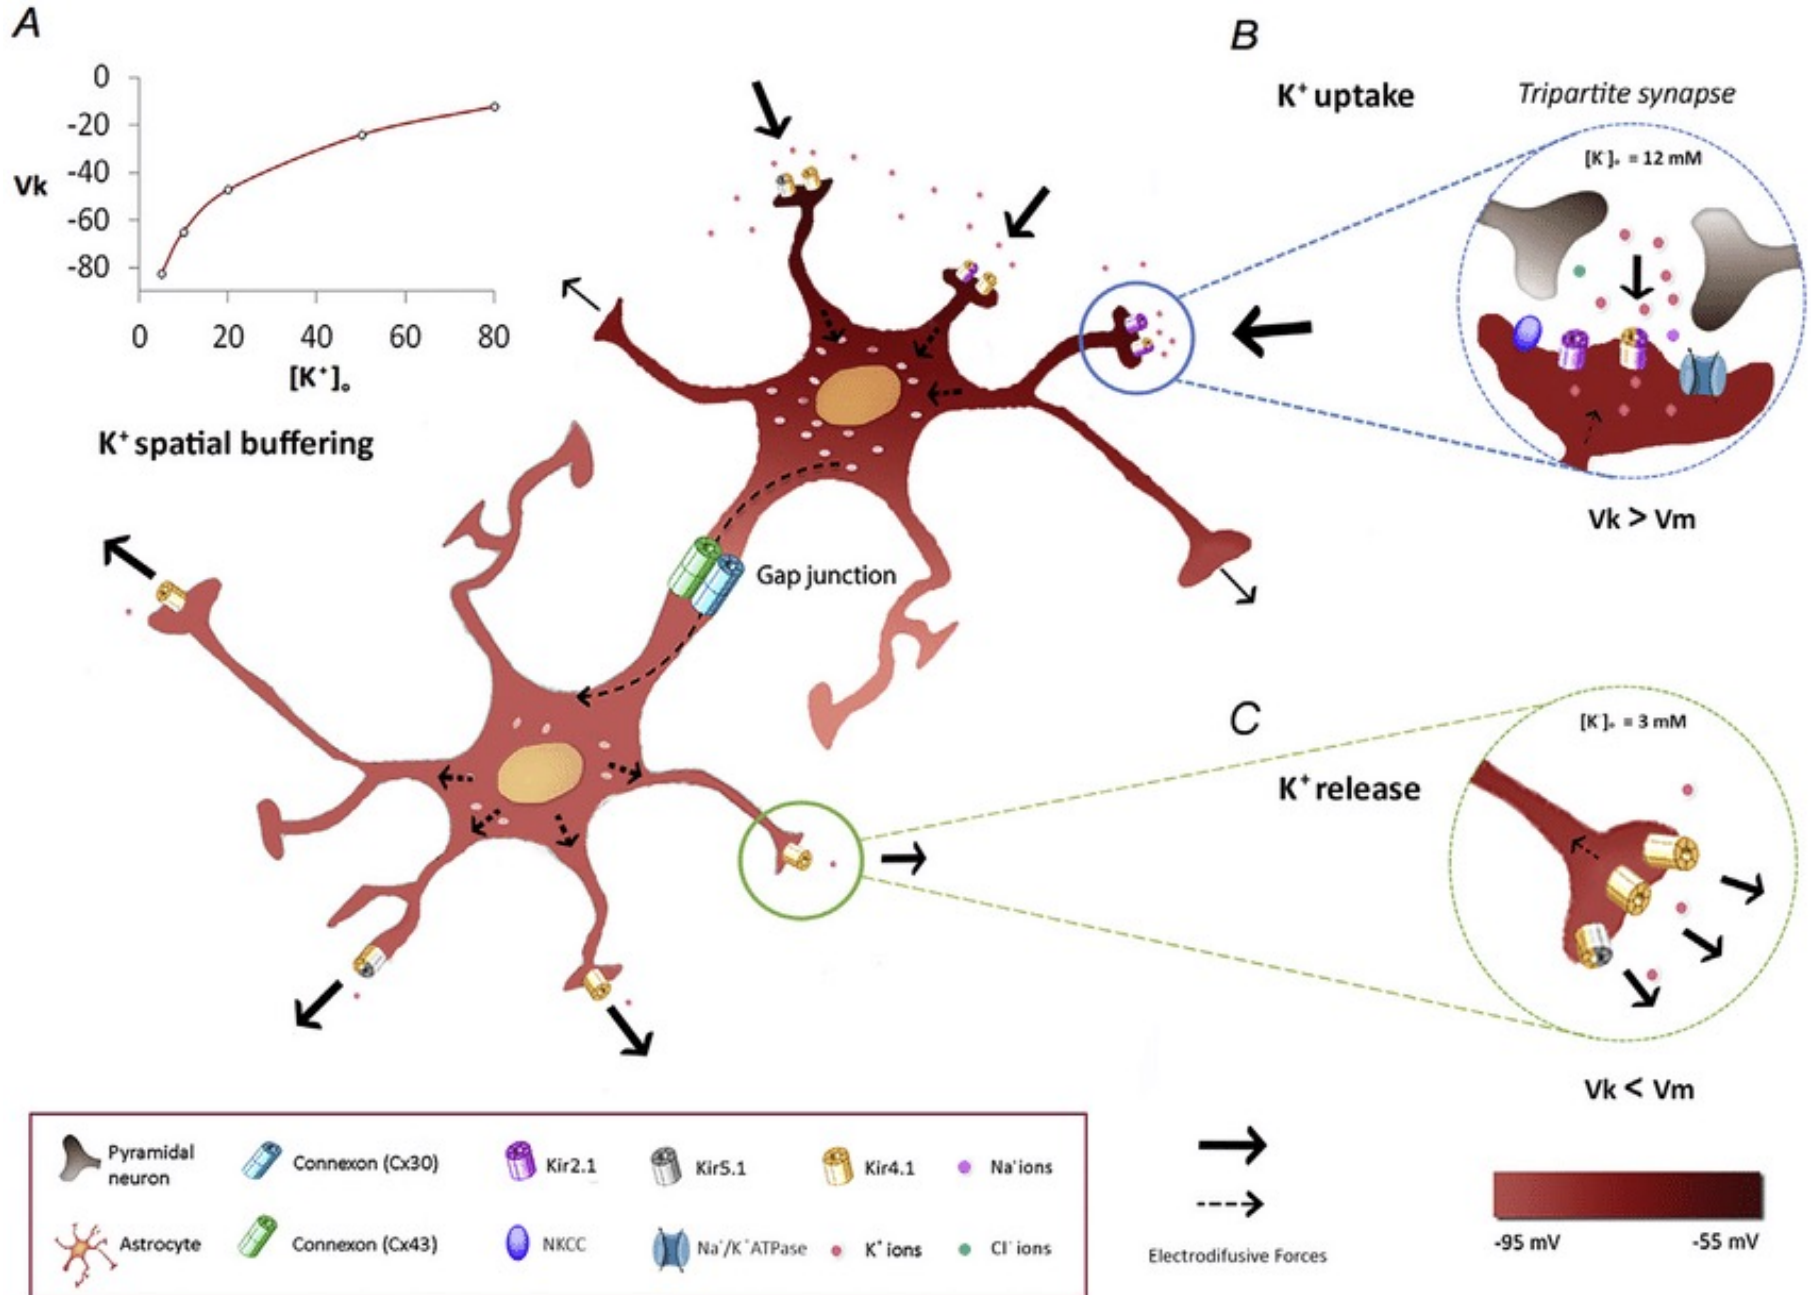 A
0
-20
-40
Vk
-60
-80
0 20 40 60 80
[K⁺]ₒ
K⁺ spatial buffering
Gap junction
B
K⁺ uptake
Tripartite synapse
[K⁻]ₒ = 12 mM
Vk > Vm
C
K⁺ release
[K⁻]ₒ = 3 mM
Vk < Vm
Pyramidal
neuron
Connexon (Cx30)
Kir2.1
Kir5.1
Kir4.1
Na⁺ions
Astrocyte
Connexon (Cx43)
NKCC
Na⁺/K⁺ATPase
K⁺ ions
Cl⁻ ions
Electrodifusive Forces
-95 mV
-55 mV